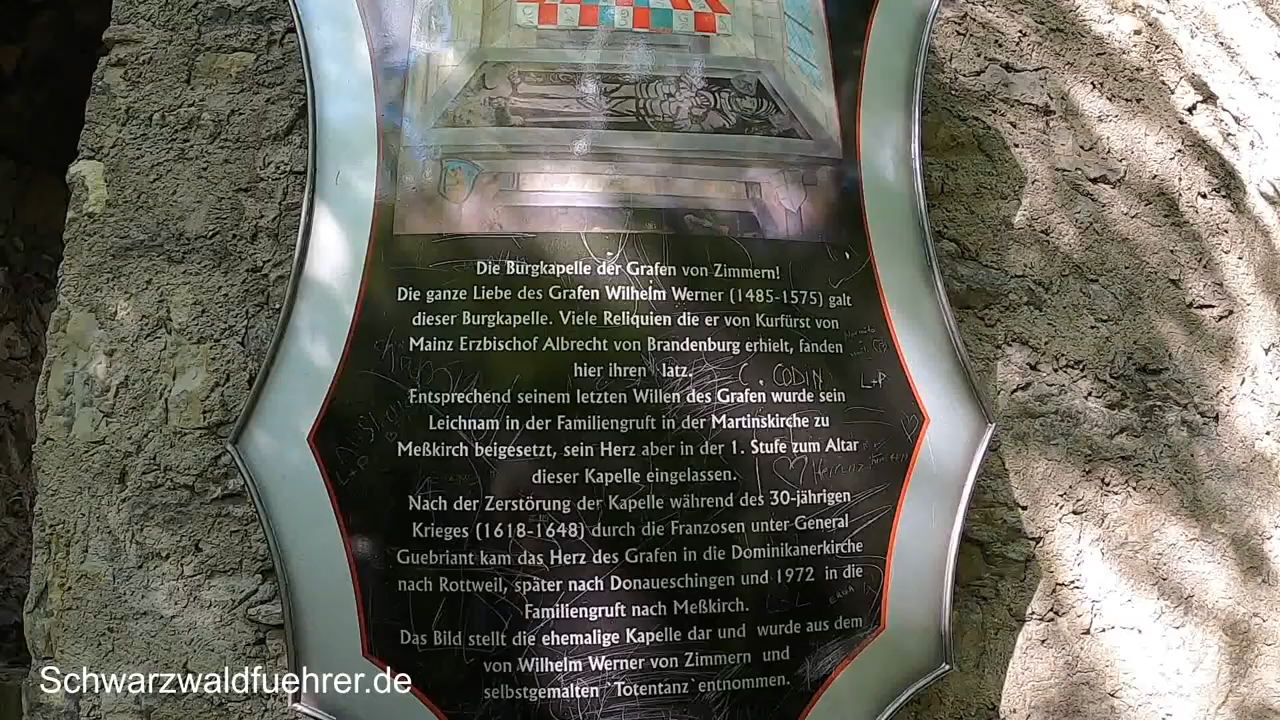 Die Burgkapelle der Grafen von Zimmern!
Die ganze Liebe des Grafen Wilhelm Werner (1485-1575) galt
dieser Burgkapelle. Viele Reliquien die er von Kurfürst von
Mainz Erzbischof Albrecht von Brandenburg erhielt, fanden
hier ihren latz.
C. CODIN
L+P
Entsprechend seinem letzten Willen des Grafen wurde sein
Leichnam in der Familiengruft in der Martinskirche zu
Meßkirch beigesetzt, sein Herz aber in der 1. Stufe zum Altar
dieser Kapelle eingelassen.
Nach der Zerstörung der Kapelle während des 30-jährigen
Krieges (1618-1648) durch die Franzosen unter General
Guebriant kam das Herz des Grafen in die Dominikanerkirche
nach Rottweil, später nach Donaueschingen und 1972 in die
Familiengruft nach Meßkirch.
Das Bild stellt die ehemalige Kapelle dar und wurde aus dem
von Wilhelm Werner von Zimmern und
selbstgemalten `Totentanz` entnommen.
Schwarzwaldfuehrer.de